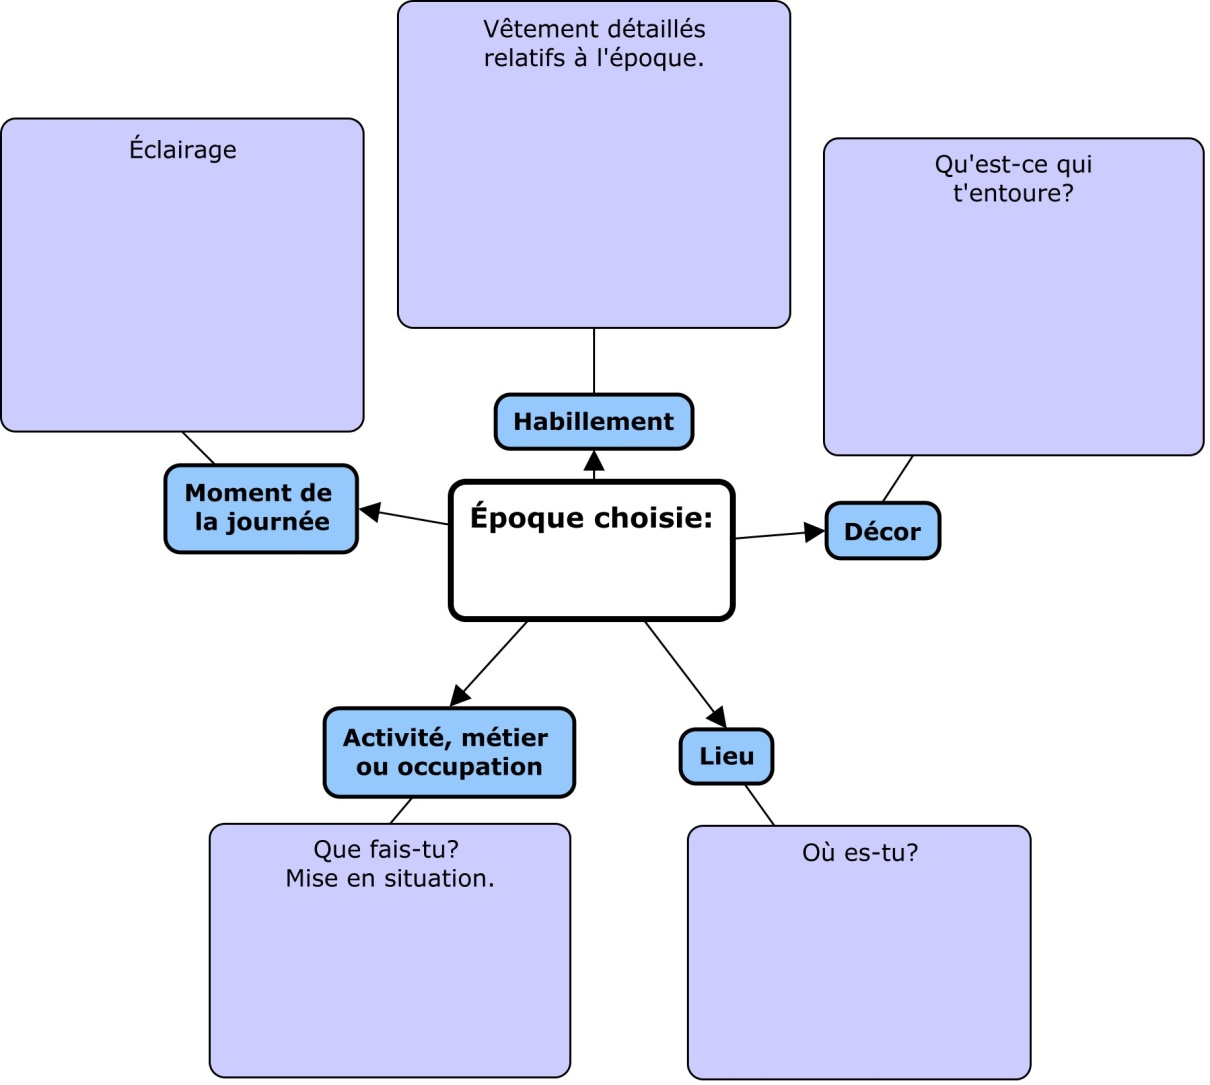 Vêtement détaillés
relatifs à l'époque.
Éclairage
Qu'est-ce qui
t'entoure?
Habillement
Moment de
la journée
Époque choisie:
Décor
Activité, métier
ou occupation
Lieu
Que fais-tu?
Mise en situation.
Où es-tu?